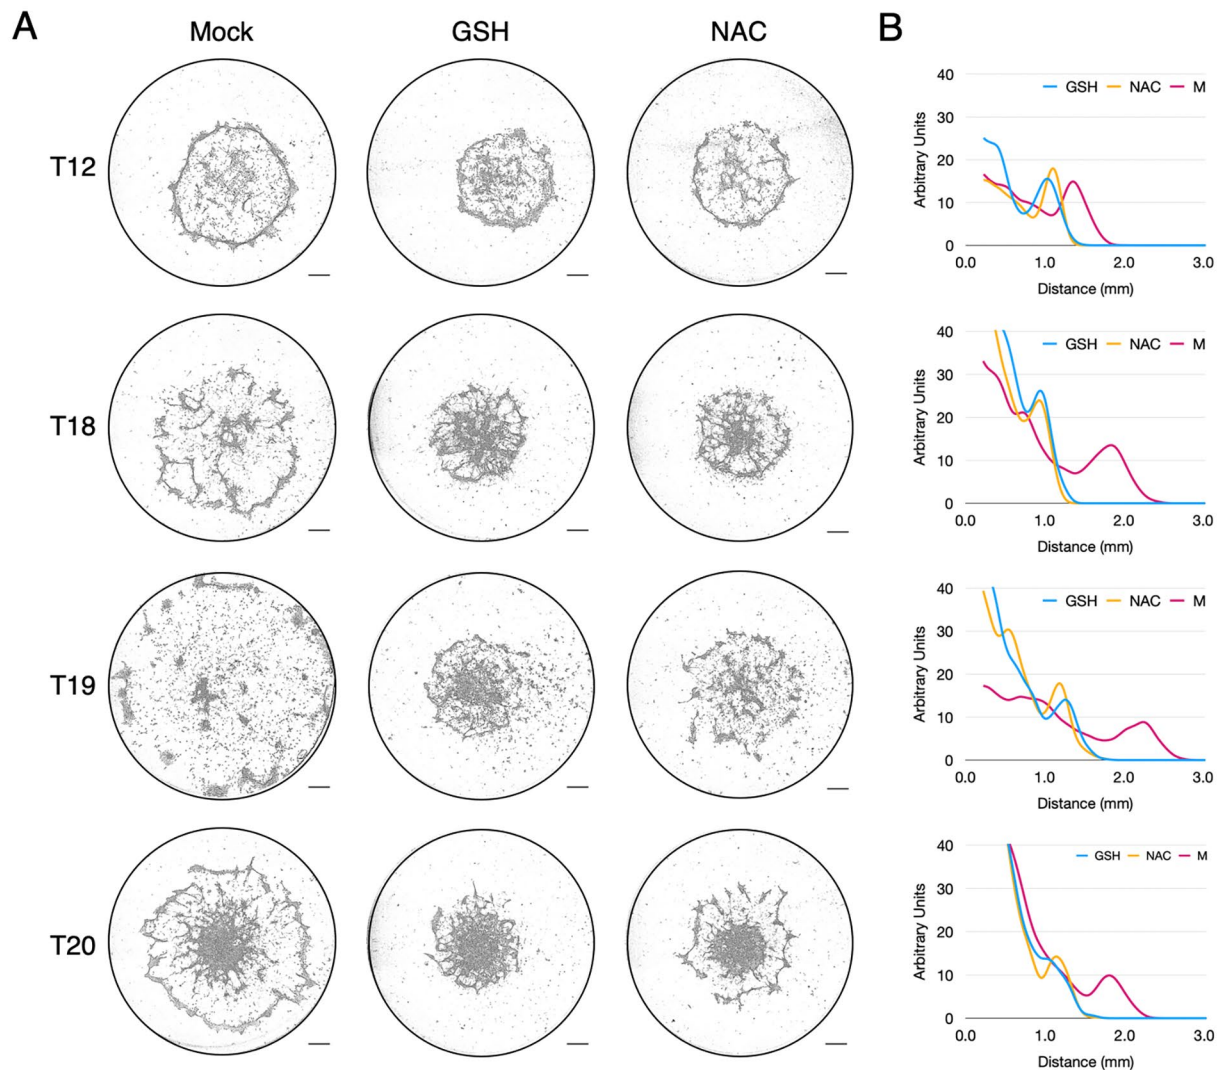 A
B
Mock
GSH
NAC
T12
T18
T19
T20
40
30
20
10
0
Arbitrary Units
GSH
NAC
M
0.0
1.0
2.0
3.0
Distance (mm)
40
30
20
10
0
Arbitrary Units
GSH
NAC
M
0.0
1.0
2.0
3.0
Distance (mm)
40
30
20
10
0
Arbitrary Units
GSH
NAC
M
0.0
1.0
2.0
3.0
Distance (mm)
40
30
20
10
0
Arbitrary Units
GSH
NAC
M
0.0
1.0
2.0
3.0
Distance (mm)